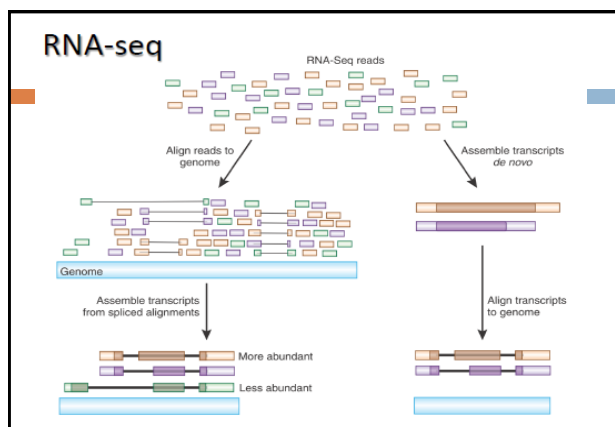 RNA-seq
RNA-Seq reads
Align reads to
genome
Assemble transcripts
de novo
Genome
Assemble transcripts
from spliced alignments
Align transcripts
to genome
More abundant
Less abundant